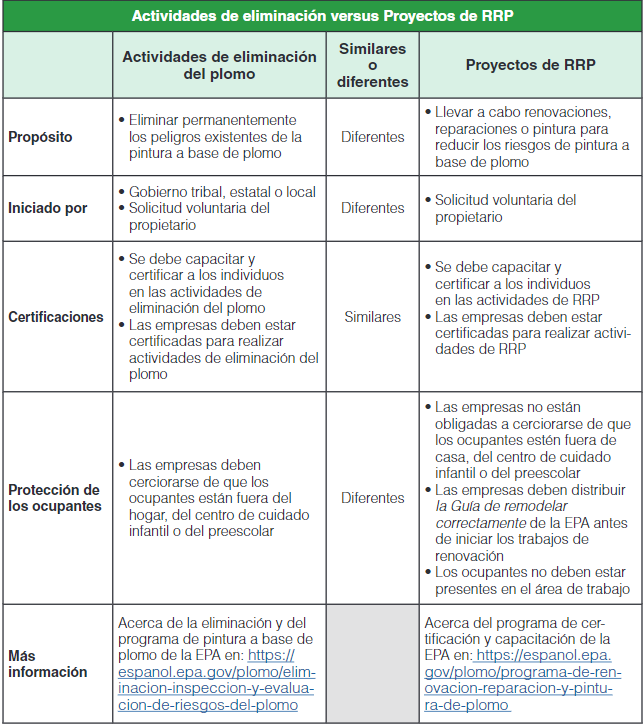 Actividades de eliminación versus Proyectos de RRP
Actividades de eliminación
del plomo
Similares
o
diferentes
Proyectos de RRP
Propósito
• Eliminar permanentemente
los peligros existentes de la
pintura a base de plomo
Diferentes
• Llevar a cabo renovaciones,
reparaciones o pintura para
reducir los riesgos de pintura a
base de plomo
Iniciado por
• Gobierno tribal, estatal o local
• Solicitud voluntaria del
propietario
Diferentes
• Solicitud voluntaria del
propietario
Certificaciones
• Se debe capacitar y
certificar a los individuos
en las actividades de
eliminación del plomo
• Las empresas deben estar
certificadas para realizar
actividades de eliminación del
plomo
Similares
• Se debe capacitar y
certificar a los individuos
en las actividades de RRP
• Las empresas deben estar
certificadas para realizar activi-
dades de RRP
Protección de
los ocupantes
• Las empresas deben
cerciorarse de que los
ocupantes están fuera del
hogar, del centro de cuidado
infantil o del preescolar
Diferentes
• Las empresas no están
obligadas a cerciorarse de que
los ocupantes estén fuera de
casa, del centro de cuidado
infantil o del preescolar
• Las empresas deben distribuir
la Guía de remodelar
correctamente de la EPA antes
de iniciar los trabajos de
renovación
• Los ocupantes no deben estar
presentes en el área de trabajo
Más
información
Acerca de la eliminación y del
programa de pintura a base de
plomo de la EPA en: https://
espanol.epa.gov/plomo/elim-
inacion-inspeccion-y-evalua-
cion-de-riesgos-del-plomo
Acerca del programa de cer-
tificación y capacitación de la
EPA en: https://espanol.epa.
gov/plomo/programa-de-ren-
ovacion-reparacion-y-pintu-
ra-de-plomo